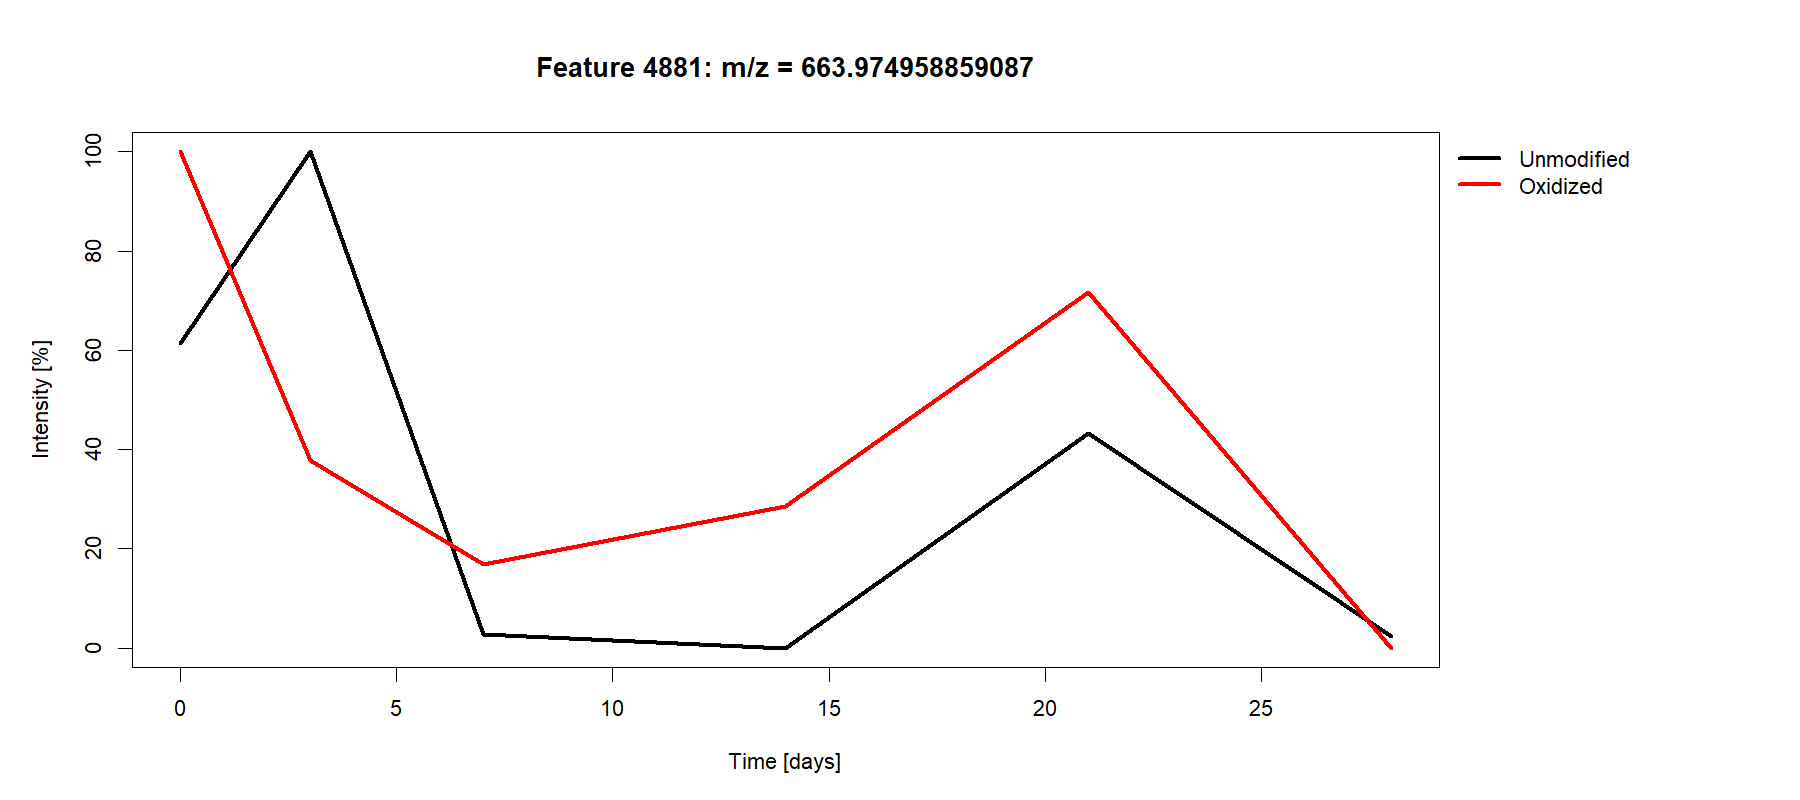 Feature 4881: m/z = 663.974958859087
Unmodified
Oxidized
Intensity [%]
100
80
60
40
20
0
0 5 10 15 20 25
Time [days]